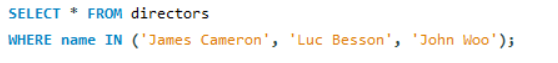 SELECT * FROM directors
WHERE name IN ('James Cameron', 'Luc Besson', 'John Woo');